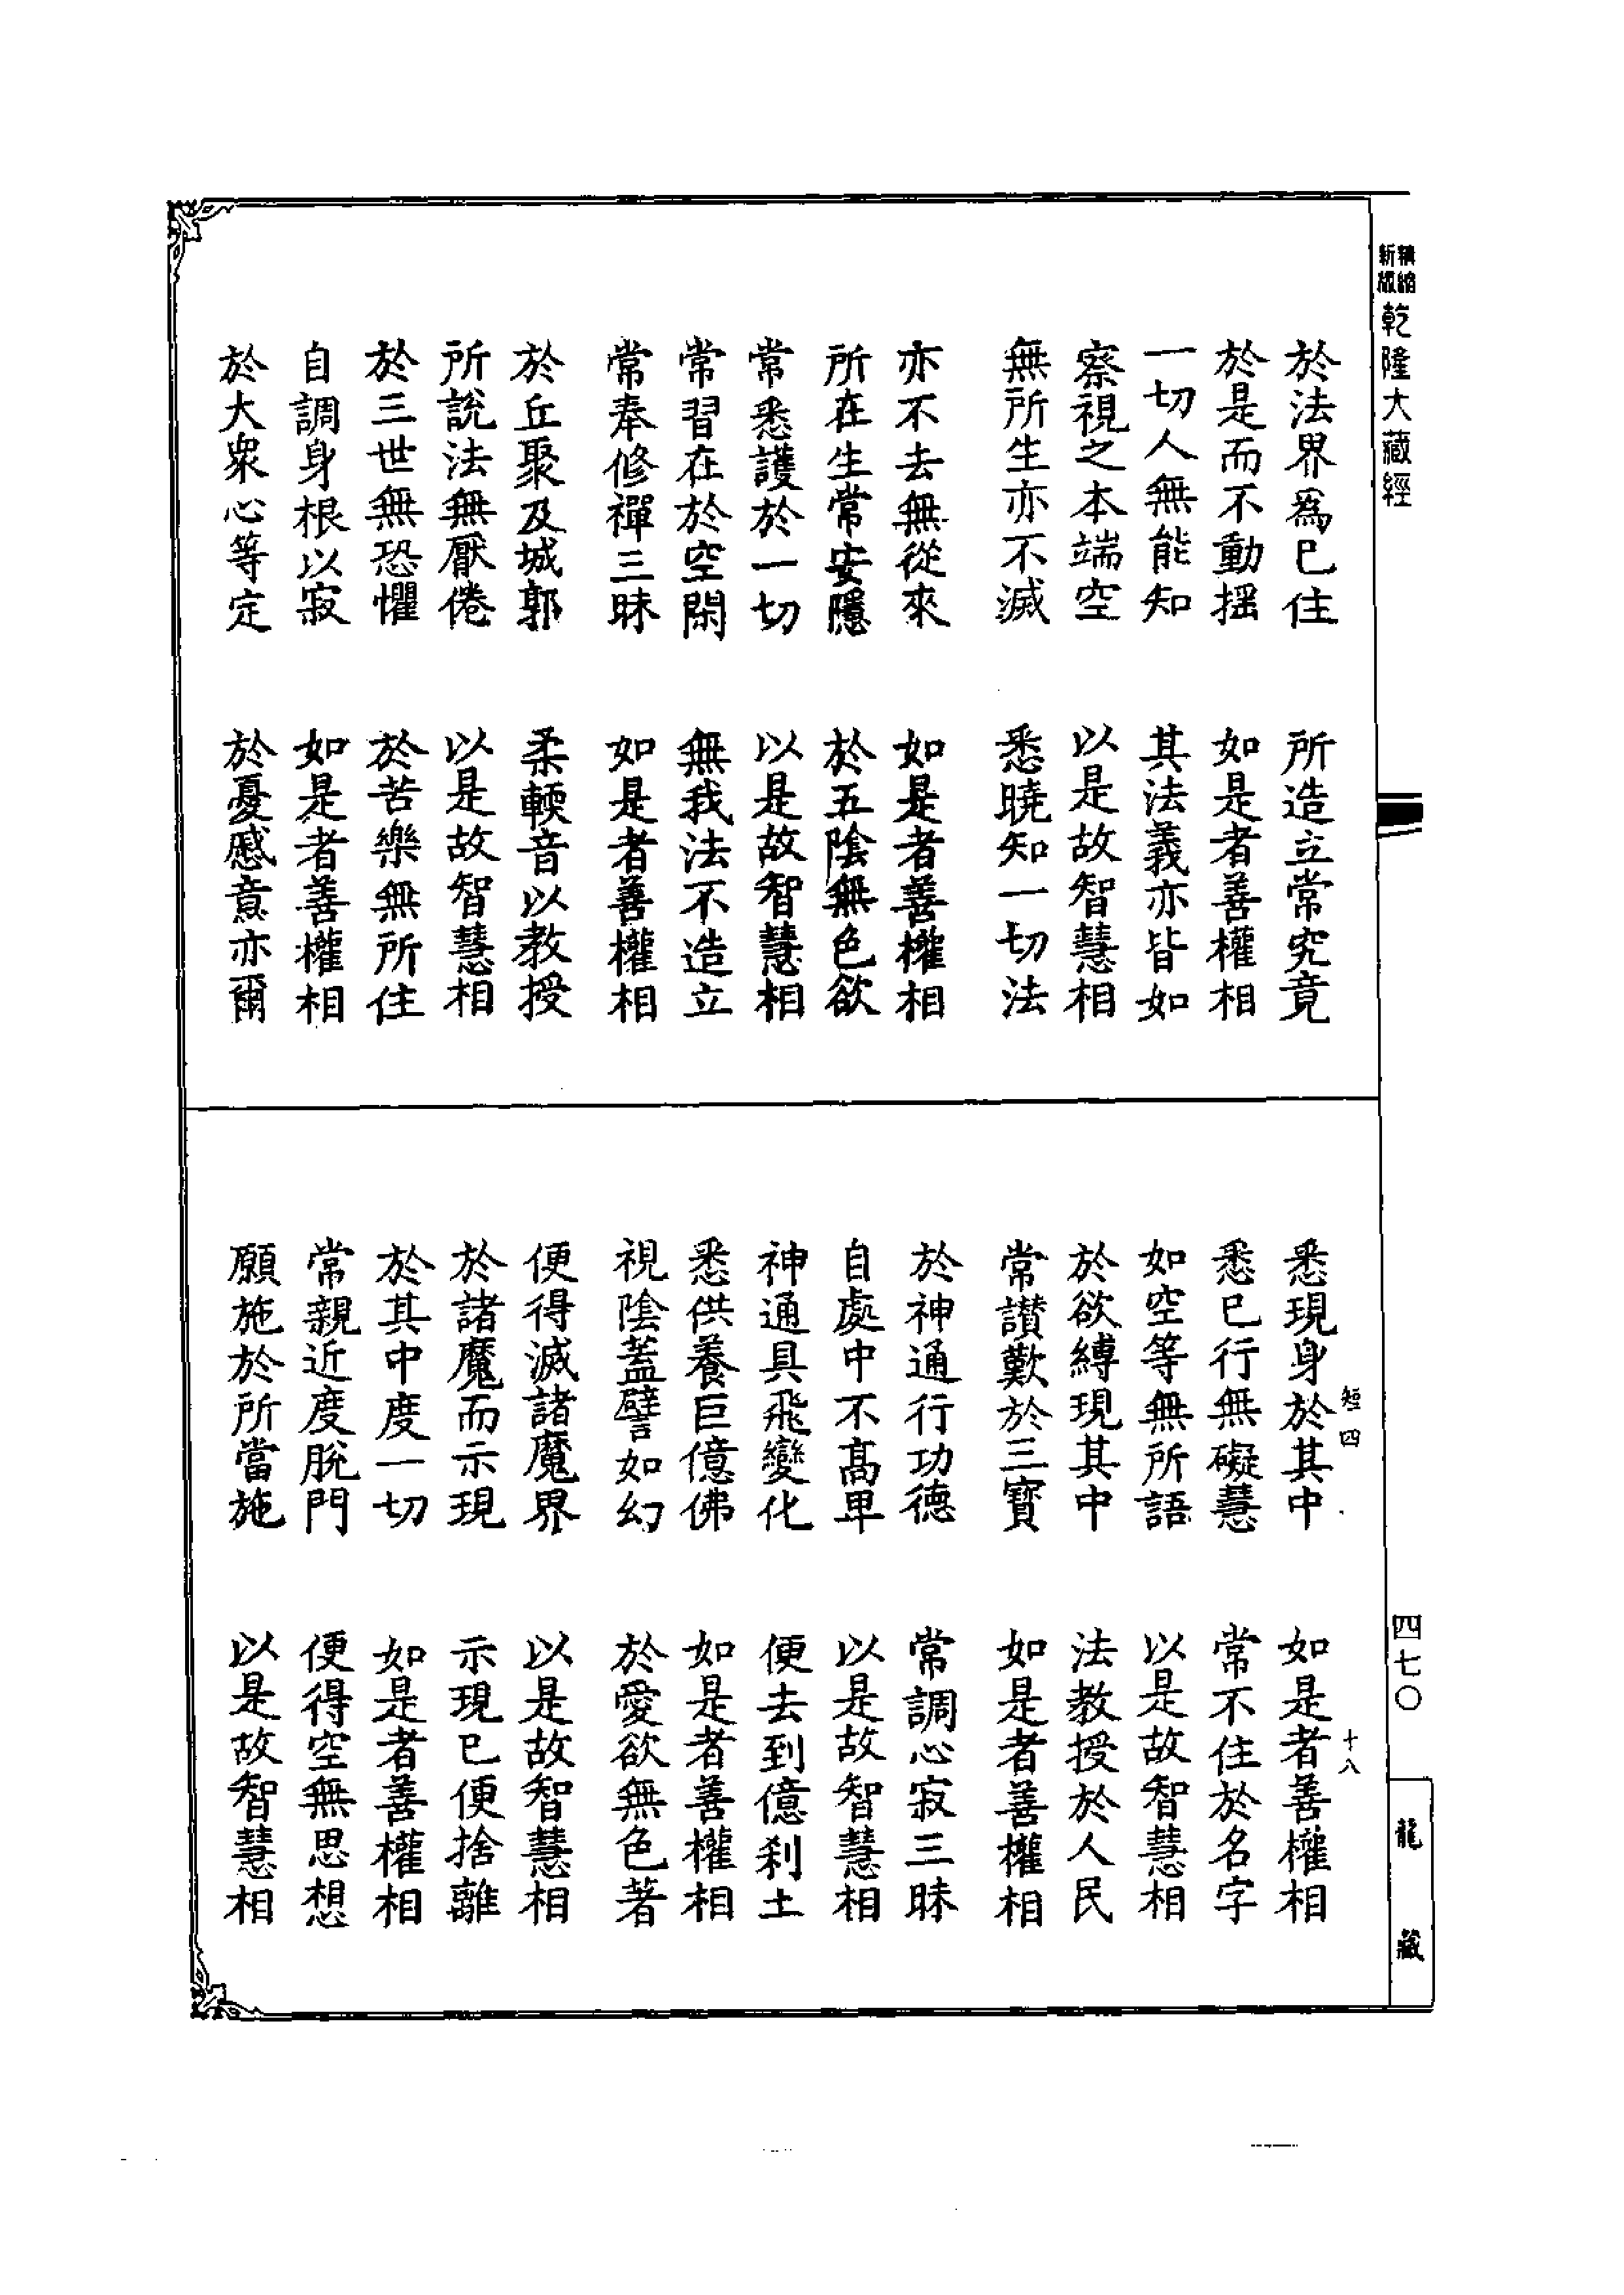 新版精縮
乾隆大藏經
於法界為已住　所造立常究竟
於是而不動搖　如是者善權相
一切人無能知　其法義亦皆如
察視之本端空　以是故智慧相
無所生亦不滅　悉曉知一切法
亦不去無從來　如是者善權相
所在生常安隱　於五陰無色欲
常悉護於一切　以是故智慧相
常習在於空閑　無我法不造立
常奉修禪三昧　如是者善權相
於丘聚及城郭　柔輭音以教授
所說法無厭倦　以是故智慧相
於三世無恐懼　於苦樂無所住
自調身根以寂　如是者善權相
於大衆心等定　於憂慼意亦爾
短四
十八
悉現身於其中　如是者善權相
悉已行無礙慧　常不住於名字
如空等無所語　以是故智慧相
於欲縛現其中　法教授於人民
常讃歎於三寶　如是者善權相
於神通行功德　常調心寂三昧
自處中不高卑　以是故智慧相
神通具飛變化　便去到億刹土
悉供養巨億佛　如是者善權相
視陰蓋譬如幻　於愛欲無色著
便得滅諸魔界　以是故智慧相
於諸魔而示現　示現已便捨離
於其中度一切　如是者善權相
常親近度脫門　便得空無思想
願施於所當施　以是故智慧相
四七〇
龍藏